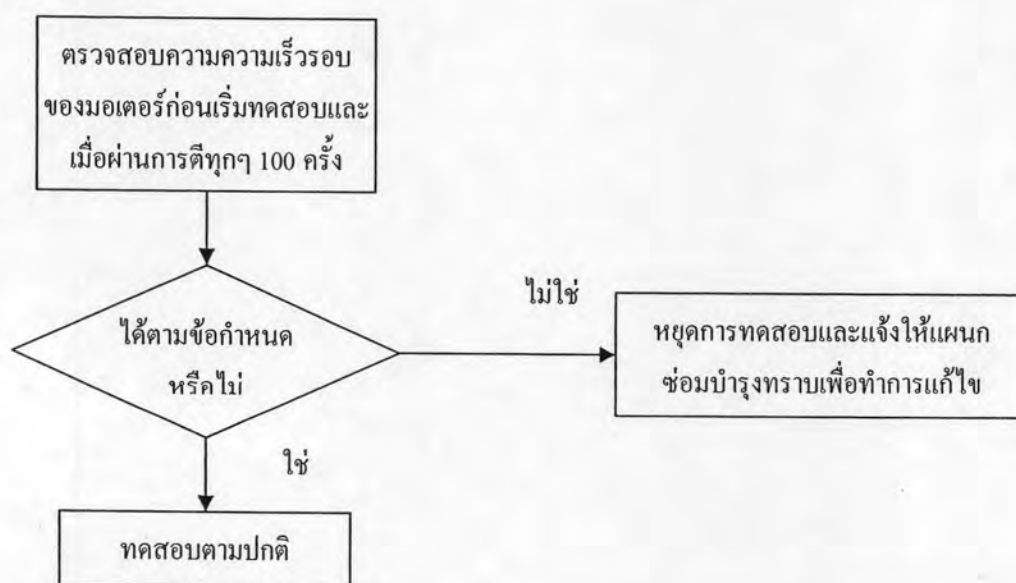 ตรวจสอบความความเร็วรอบ
ของมอเตอร์ก่อนเริ่มทดสอบและ
เมื่อผ่านการตีทุกๆ 100 ครั้ง
ได้ตามข้อกำหนด
หรืคไม่
ไม่ใช่
หยุดการทดสอบและแจ้งให้แผนก
ซ่อมบำรุงทราบเพื่อทำการแก้ไข
ใช่
ทดสอบตามปกติ